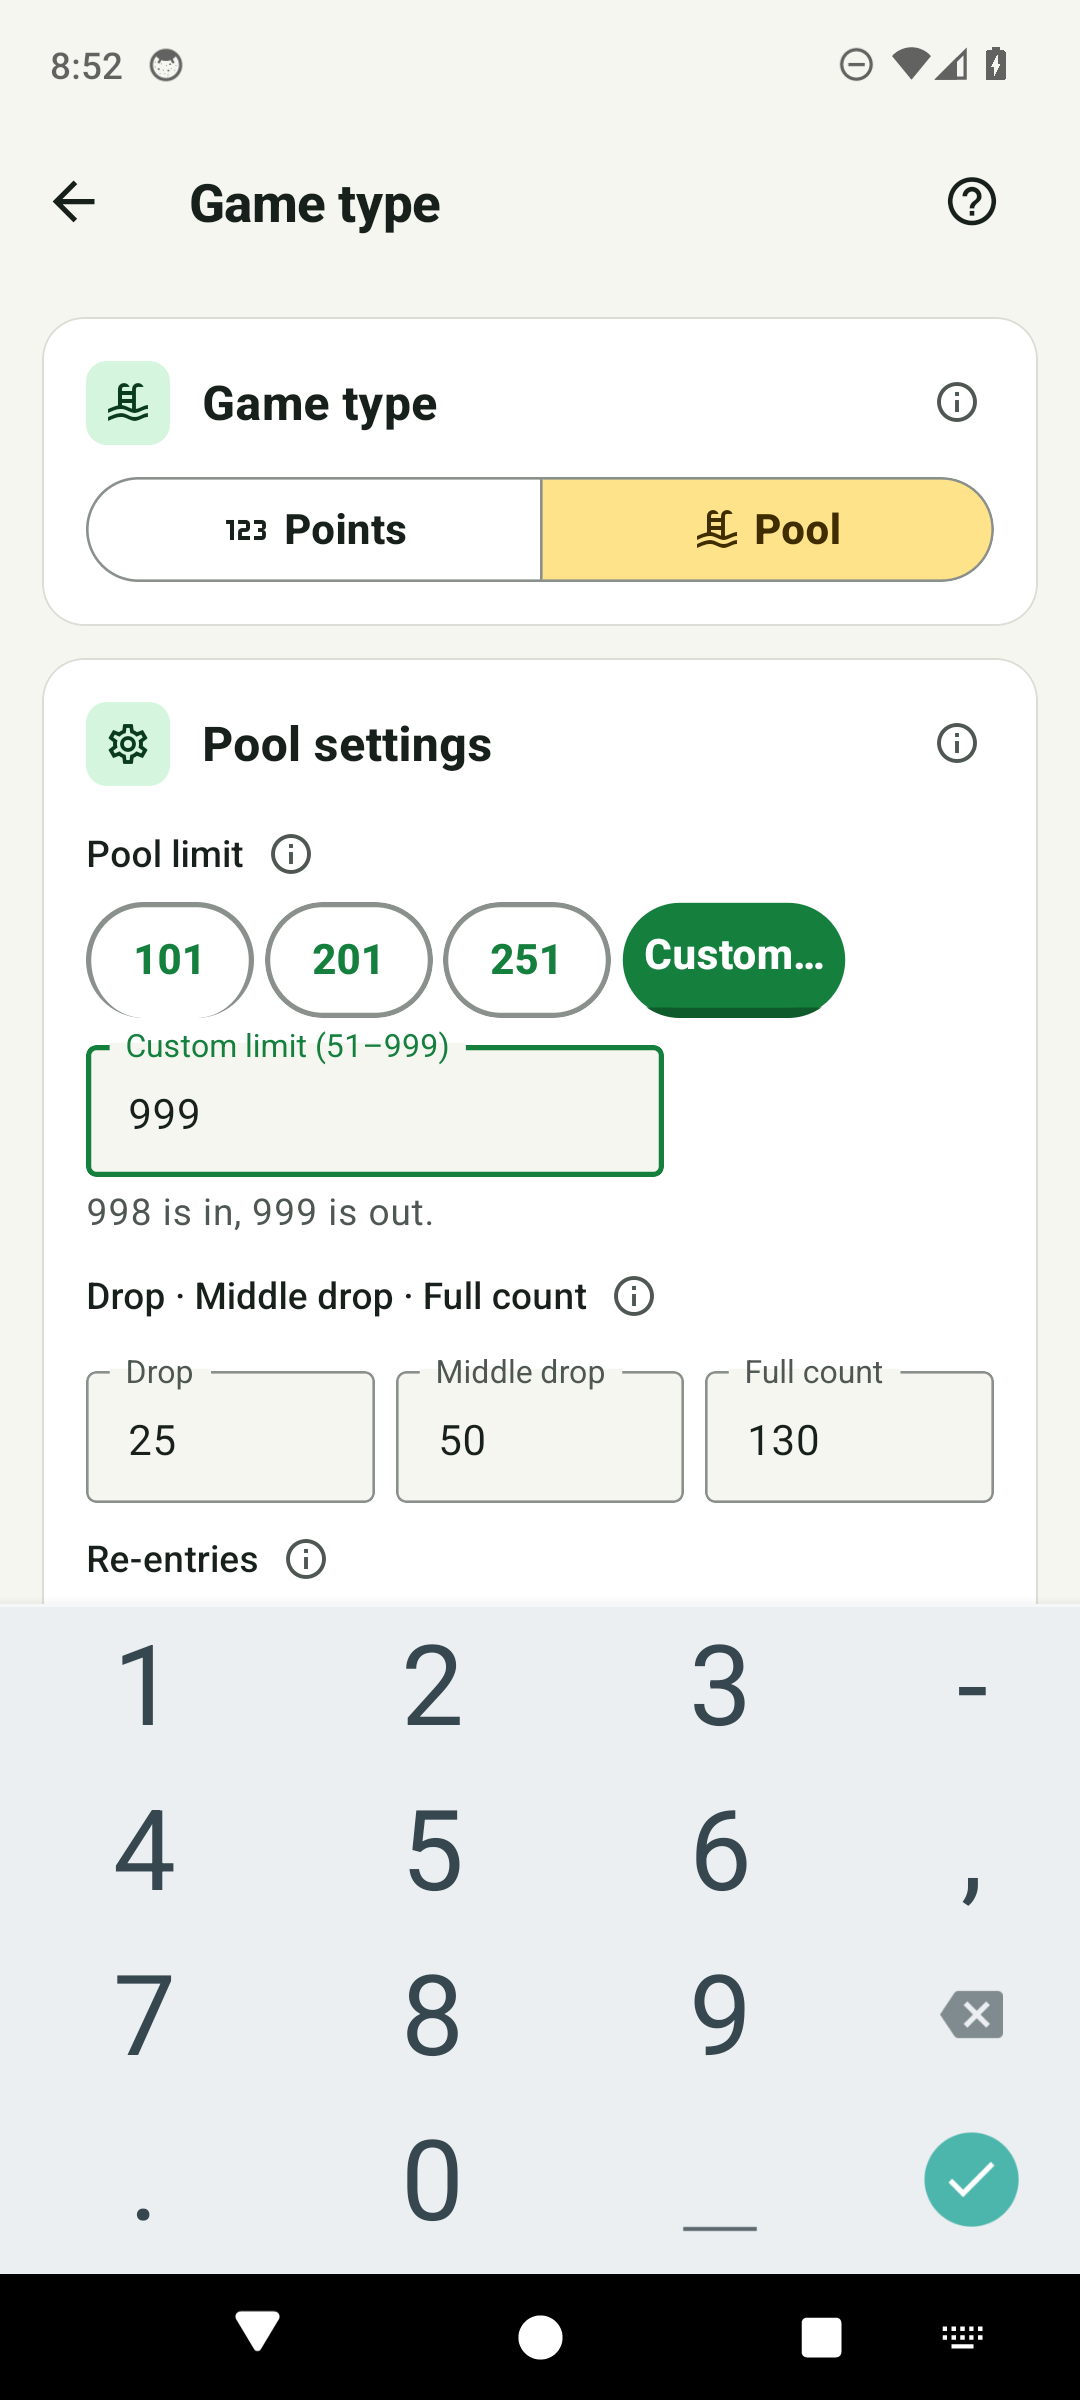 8:52
Game type
Game type
123 Points
Pool
Pool settings
Pool limit
101
201
251
Custom…
Custom limit (51–999)
999
998 is in, 999 is out.
Drop · Middle drop · Full count
Drop
Middle drop
Full count
25
50
130
Re-entries
1 2 3 -
4 5 6 ,
7 8 9
. 0